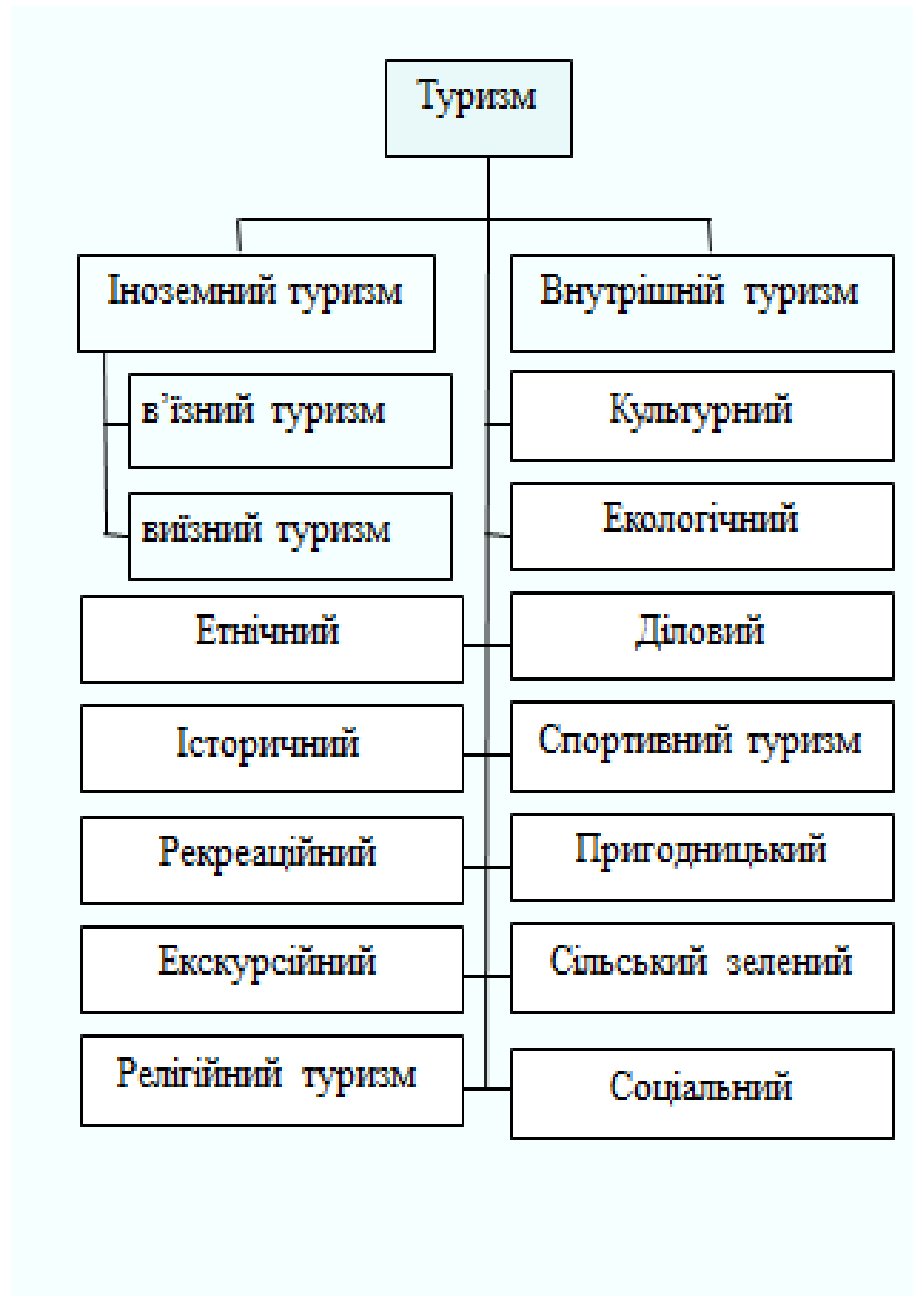 Туризм
Іноземний туризм
Внутрішній туризм
в’їзний туризм
Культурний
виїзний туризм
Екологічний
Етнічний
Діловий
Історичний
Спортивний туризм
Рекреаційний
Пригодницький
Екскурсійний
Сільський зелений
Релігійний туризм
Соціальний